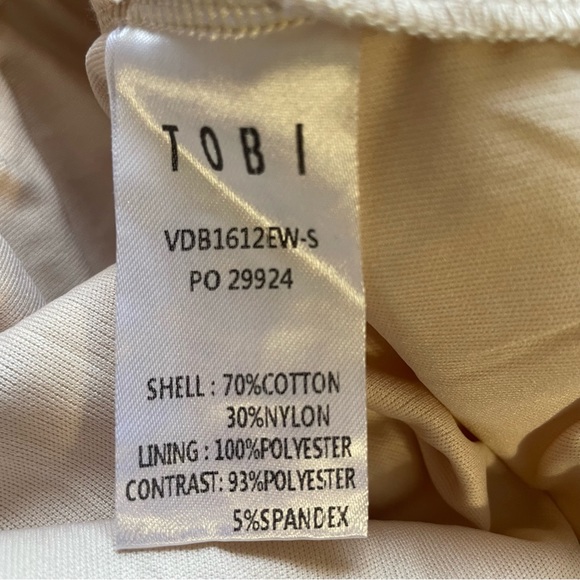 TOBI
VDB1612EW-S
PO 29924
SHELL : 70%COTTON
30%NYLON
LINING : 100%POLYESTER
CONTRAST: 93%POLYESTER
5%SPANDEX